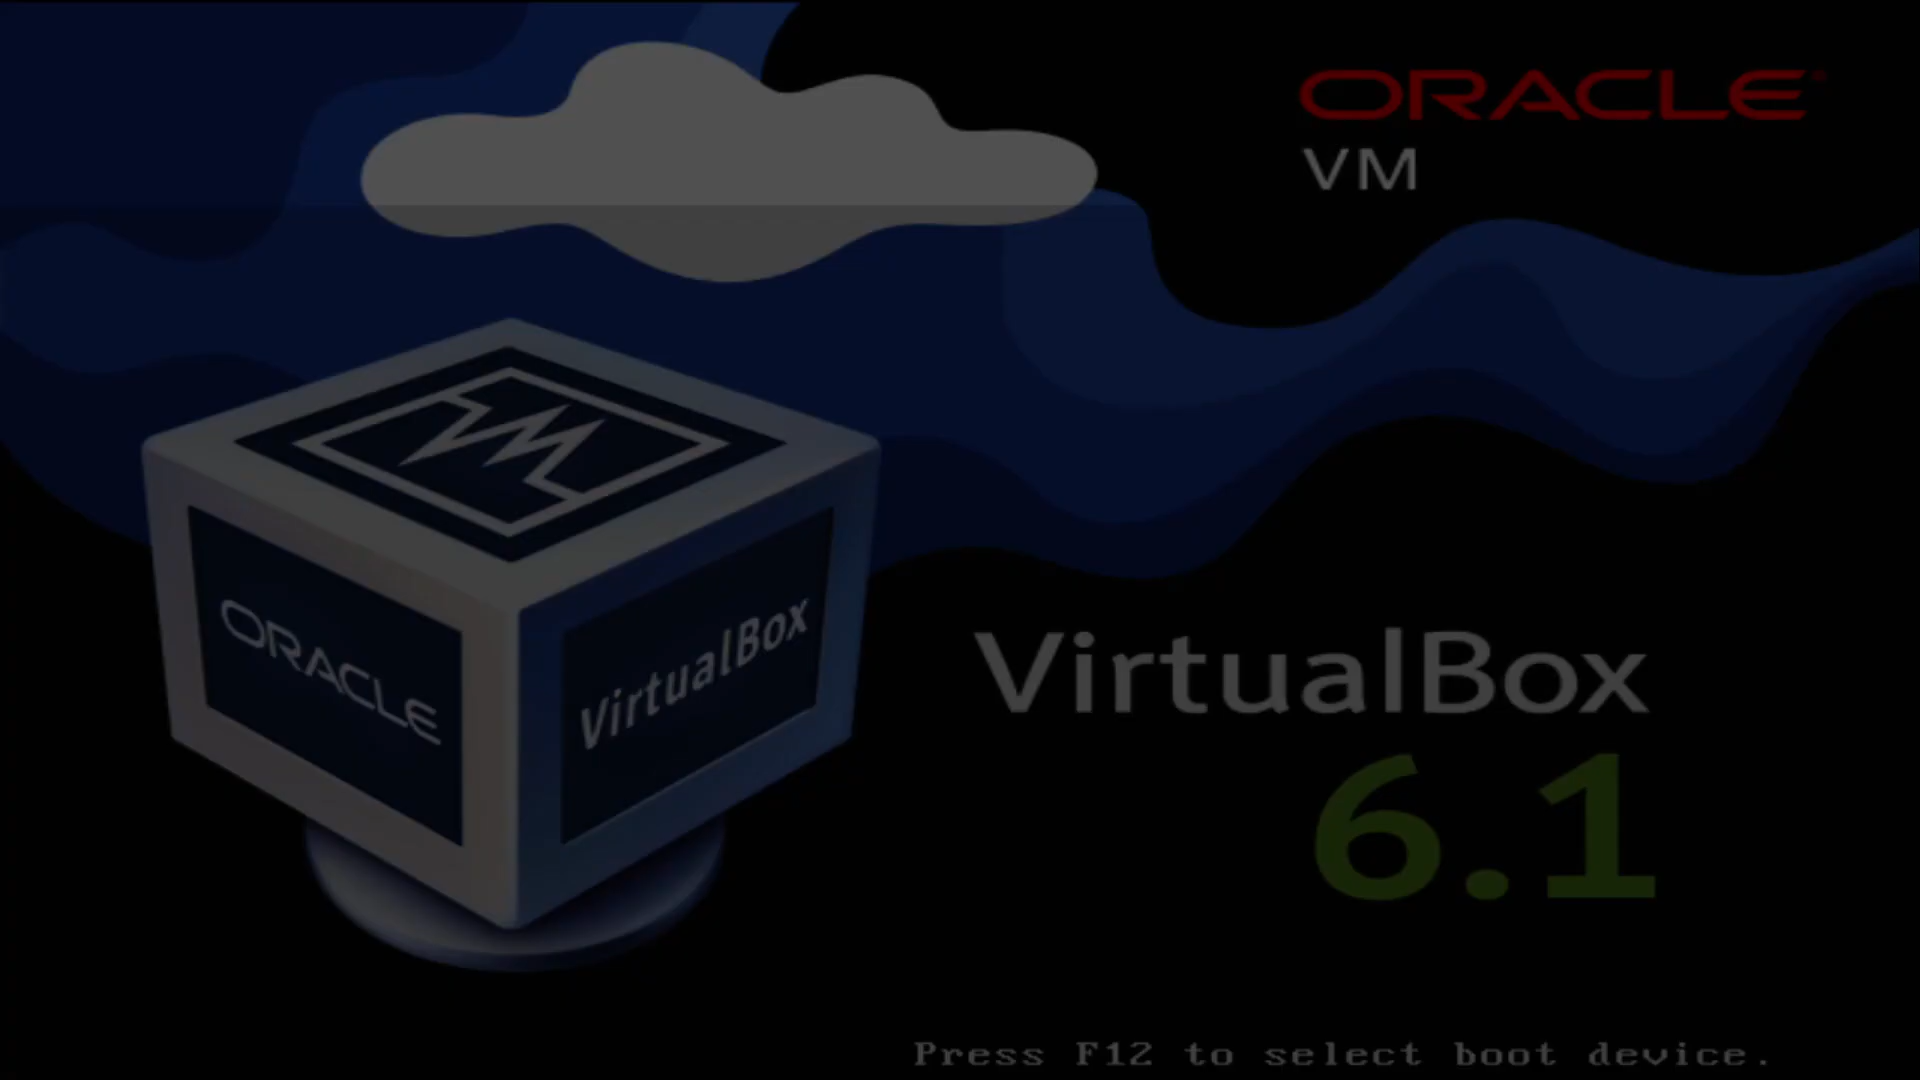 ORACLE®
VM
ORACLE
VirtualBox
VirtualBox
6.1
Press F12 to select boot device.